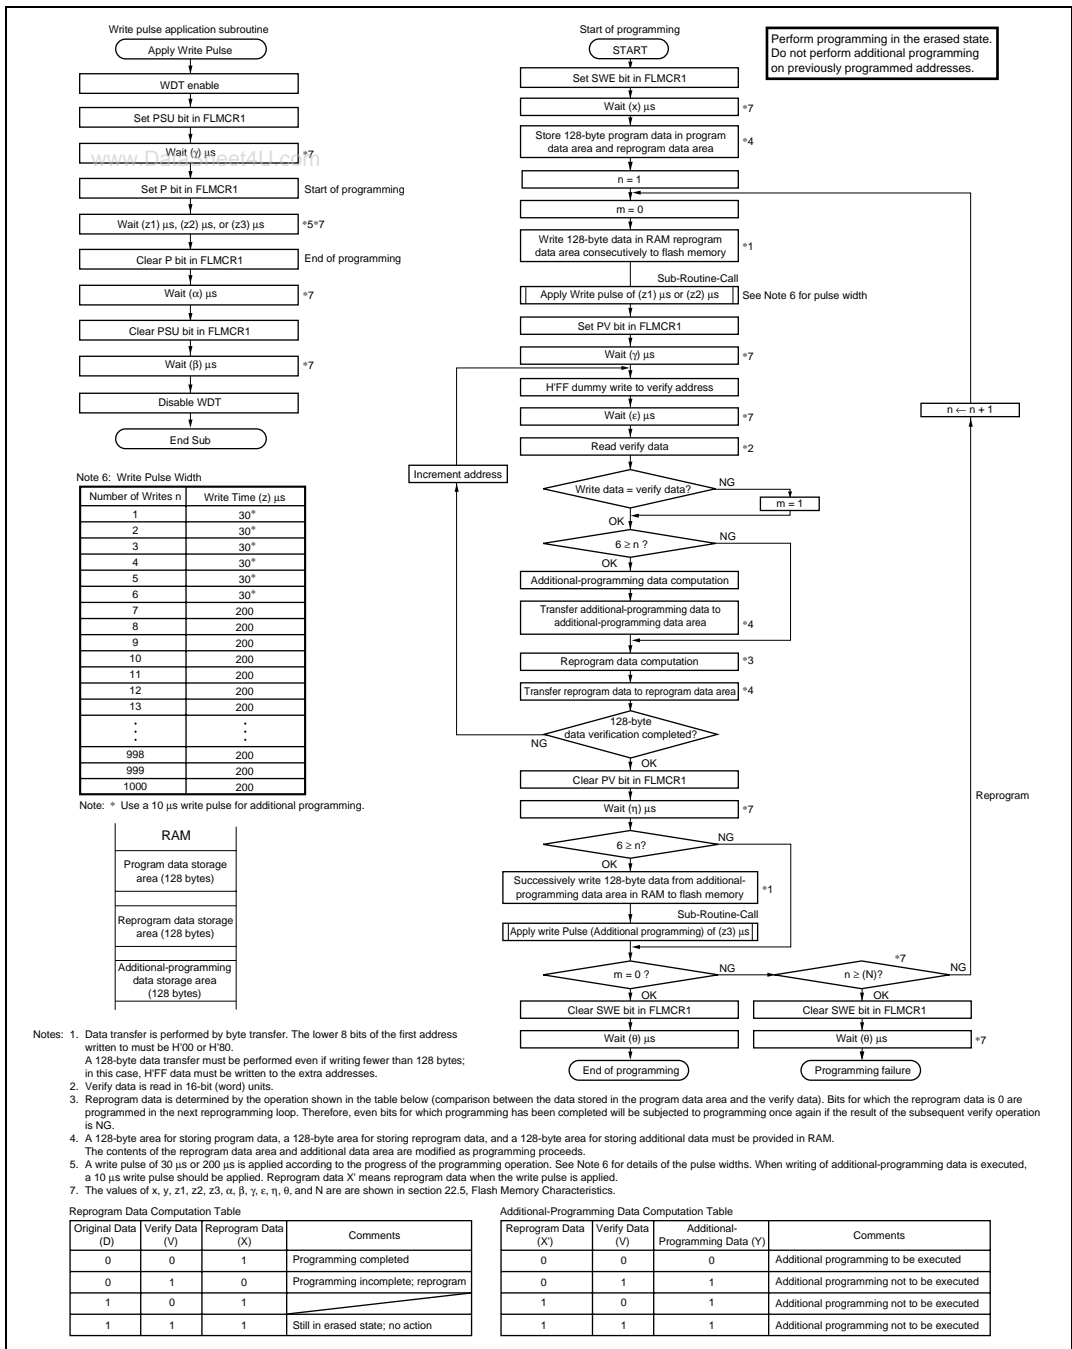 Write pulse application subroutine
Apply Write Pulse
WDT enable
Set PSU bit in FLMCR1
www.DataSheet4U.com
Wait (γ) µs *7
Set P bit in FLMCR1 Start of programming
Wait (z1) µs, (z2) µs, or (z3) µs *5*7
Clear P bit in FLMCR1 End of programming
Wait (α) µs *7
Clear PSU bit in FLMCR1
Wait (β) µs *7
Disable WDT
End Sub
Note 6: Write Pulse Width
Number of Writes n Write Time (z) µs
1 30*
2 30*
3 30*
4 30*
5 30*
6 30*
7 200
8 200
9 200
10 200
11 200
12 200
13 200
998 200
999 200
1000 200
Note: * Use a 10 µs write pulse for additional programming.
RAM
Program data storage
area (128 bytes)
Reprogram data storage
area (128 bytes)
Additional-programming
data storage area
(128 bytes)
Start of programming
START
Perform programming in the erased state.
Do not perform additional programming
on previously programmed addresses.
Set SWE bit in FLMCR1
Wait (x) µs *7
Store 128-byte program data in program
data area and reprogram data area *4
n = 1
m = 0
Write 128-byte data in RAM reprogram
data area consecutively to flash memory *1
Sub-Routine-Call
Apply Write pulse of (z1) µs or (z2) µs See Note 6 for pulse width
Set PV bit in FLMCR1
Wait (γ) µs *7
H'FF dummy write to verify address
Wait (ε) µs *7
Read verify data *2
Increment address
n ← n + 1
Write data = verify data? NG
m = 1
OK
6 ≥ n ? NG
OK
Additional-programming data computation
Transfer additional-programming data to
additional-programming data area *4
Reprogram data computation *3
Transfer reprogram data to reprogram data area *4
128-byte
data verification completed?
NG
OK
Clear PV bit in FLMCR1
Reprogram
Wait (η) µs *7
6 ≥ n? NG
OK
Successively write 128-byte data from additional-
programming data area in RAM to flash memory *1
Sub-Routine-Call
Apply write Pulse (Additional programming) of (z3) µs
*7
m = 0 ? NG n ≥ (N)? NG
OK OK
Clear SWE bit in FLMCR1 Clear SWE bit in FLMCR1
Wait (θ) µs Wait (θ) µs *7
End of programming Programming failure
Notes: 1. Data transfer is performed by byte transfer. The lower 8 bits of the first address
written to must be H'00 or H'80.
A 128-byte data transfer must be performed even if writing fewer than 128 bytes;
in this case, H'FF data must be written to the extra addresses.
2. Verify data is read in 16-bit (word) units.
3. Reprogram data is determined by the operation shown in the table below (comparison between the data stored in the program data area and the verify data). Bits for which the reprogram data is 0 are
programmed in the next reprogramming loop. Therefore, even bits for which programming has been completed will be subjected to programming once again if the result of the subsequent verify operation
is NG.
4. A 128-byte area for storing program data, a 128-byte area for storing reprogram data, and a 128-byte area for storing additional data must be provided in RAM.
The contents of the reprogram data area and additional data area are modified as programming proceeds.
5. A write pulse of 30 µs or 200 µs is applied according to the progress of the programming operation. See Note 6 for details of the pulse widths. When writing of additional-programming data is executed,
a 10 µs write pulse should be applied. Reprogram data X' means reprogram data when the write pulse is applied.
7. The values of x, y, z1, z2, z3, α, β, γ, ε, η, θ, and N are are shown in section 22.5, Flash Memory Characteristics.
Reprogram Data Computation Table
Original Data (D) Verify Data (V) Reprogram Data (X) Comments
0 0 1 Programming completed
0 1 0 Programming incomplete; reprogram
1 0 1
1 1 1 Still in erased state; no action
Additional-Programming Data Computation Table
Reprogram Data (X') Verify Data (V) Additional-Programming Data (Y) Comments
0 0 0 Additional programming to be executed
0 1 1 Additional programming not to be executed
1 0 1 Additional programming not to be executed
1 1 1 Additional programming not to be executed